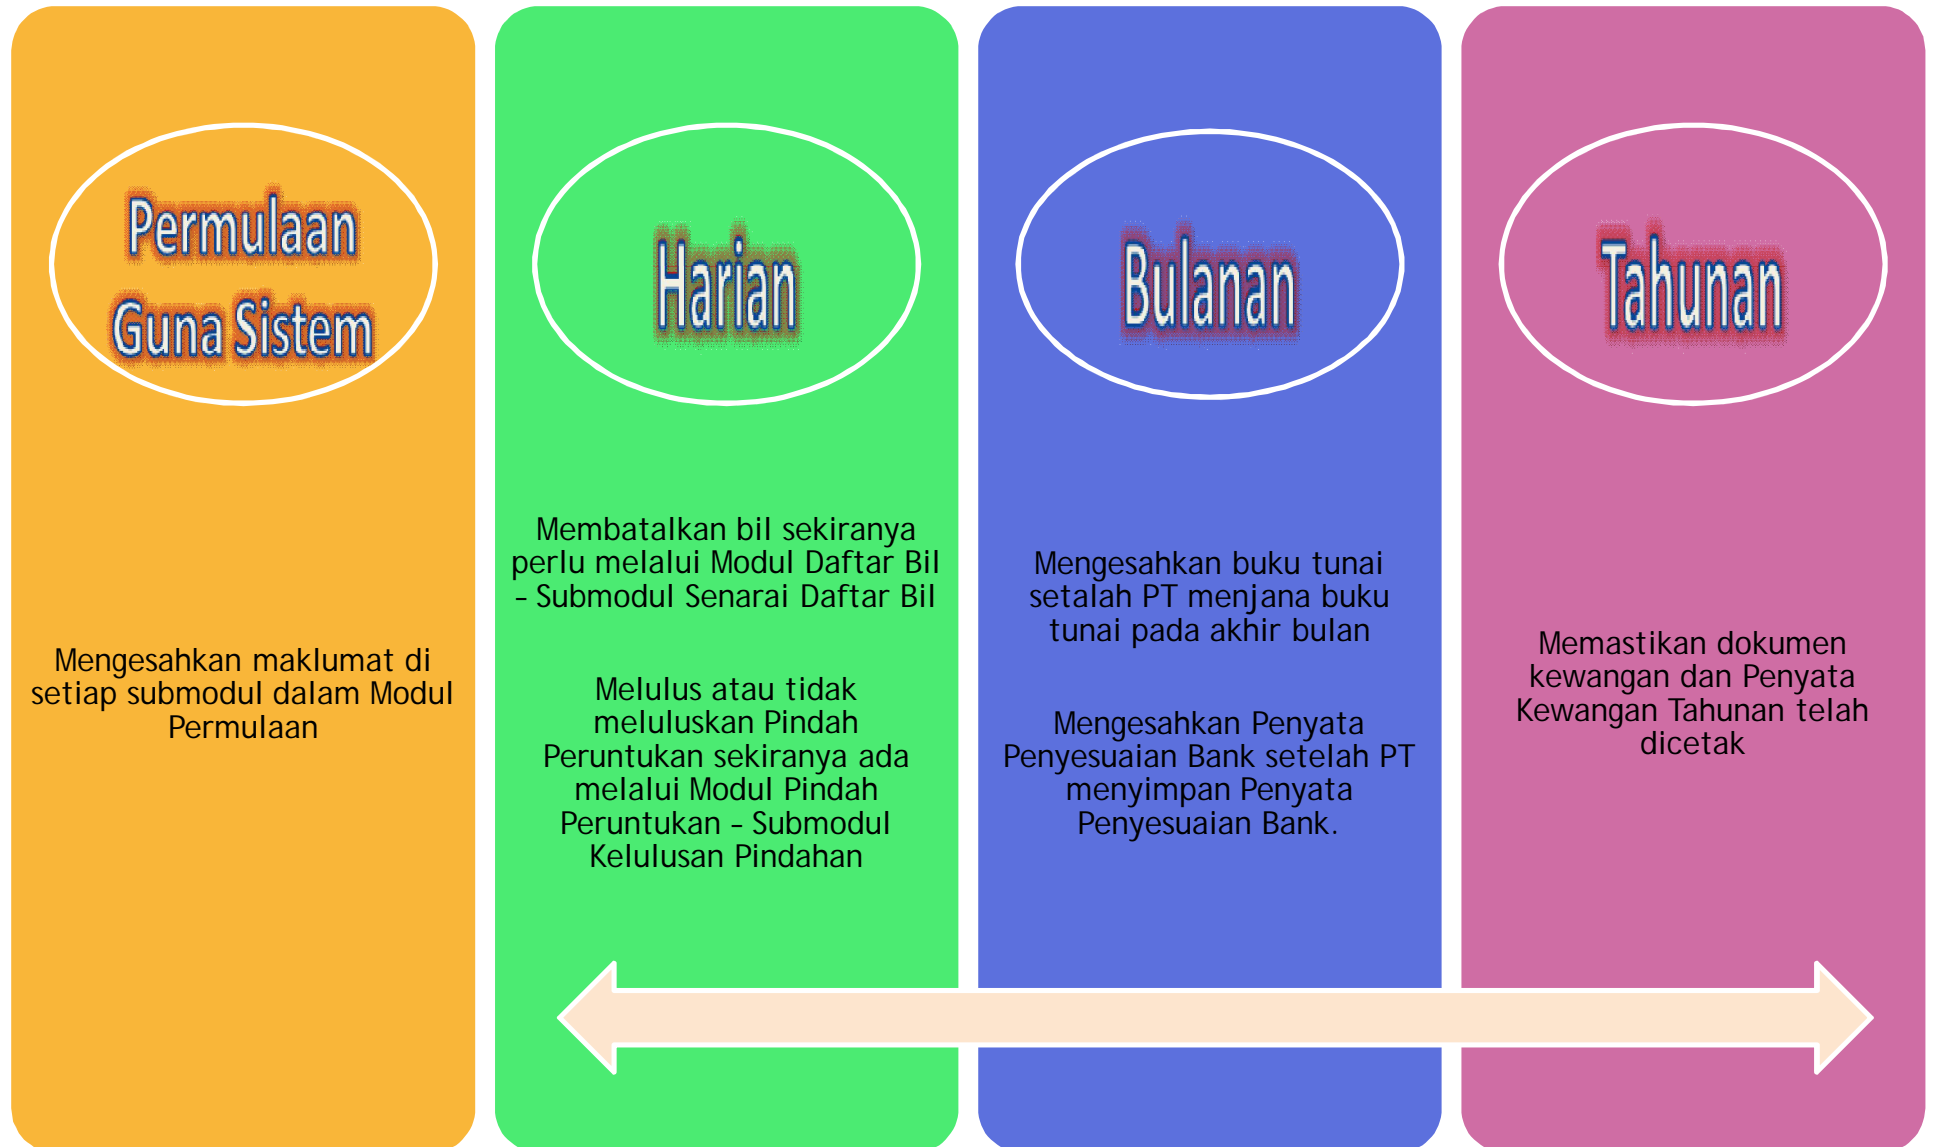 Permulaan
Guna Sistem
Mengesahkan maklumat di
setiap submodul dalam Modul
Permulaan
Harian
Membatalkan bil sekiranya
perlu melalui Modul Daftar Bil
– Submodul Senarai Daftar Bil
Melulus atau tidak
meluluskan Pindah
Peruntukan sekiranya ada
melalui Modul Pindah
Peruntukan – Submodul
Kelulusan Pindahan
Bulanan
Mengesahkan buku tunai
setalah PT menjana buku
tunai pada akhir bulan
Mengesahkan Penyata
Penyesuaian Bank setelah PT
menyimpan Penyata
Penyesuaian Bank.
Tahunan
Memastikan dokumen
kewangan dan Penyata
Kewangan Tahunan telah
dicetak